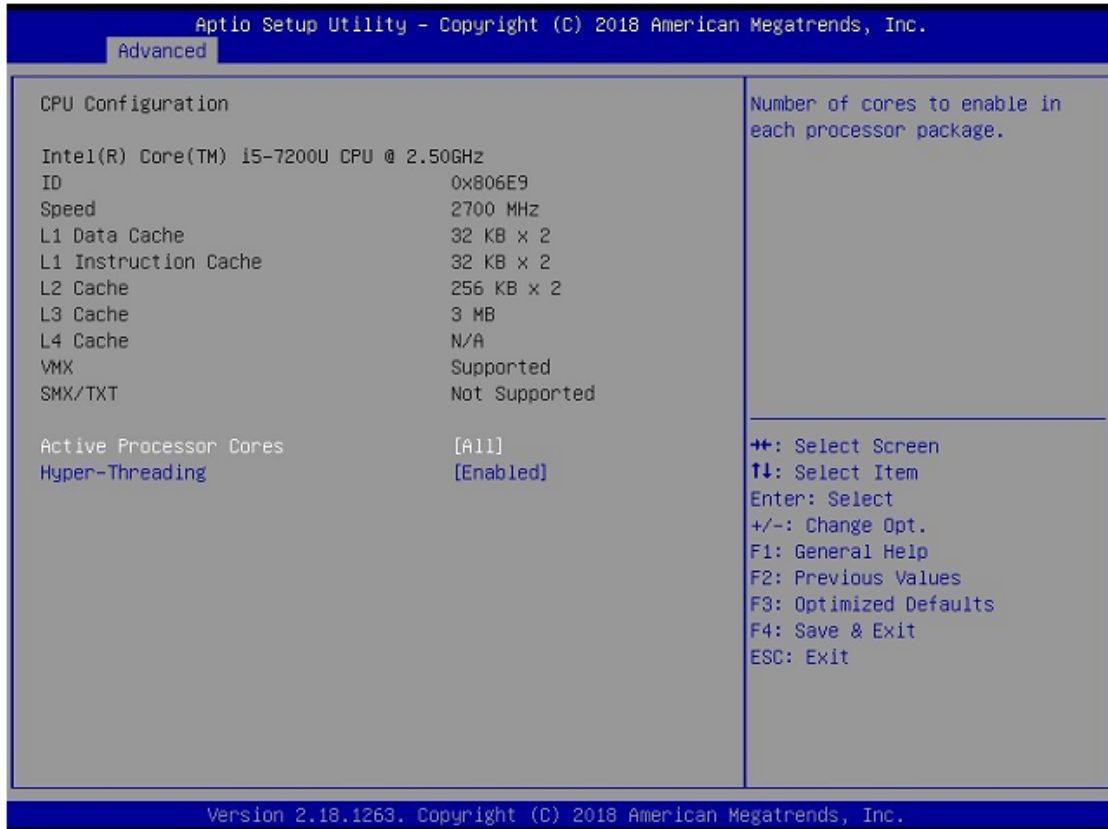 Aptio Setup Utility – Copyright (C) 2018 American Megatrends, Inc.
Advanced
CPU Configuration
Intel(R) Core(TM) i5-7200U CPU @ 2.50GHz
ID 0x806E9
Speed 2700 MHz
L1 Data Cache 32 KB x 2
L1 Instruction Cache 32 KB x 2
L2 Cache 256 KB x 2
L3 Cache 3 MB
L4 Cache N/A
VMX Supported
SMX/TXT Not Supported
Active Processor Cores [All]
Hyper-Threading [Enabled]
Number of cores to enable in
each processor package.
→←: Select Screen
↑↓: Select Item
Enter: Select
+/-: Change Opt.
F1: General Help
F2: Previous Values
F3: Optimized Defaults
F4: Save & Exit
ESC: Exit
Version 2.18.1263. Copyright (C) 2018 American Megatrends, Inc.